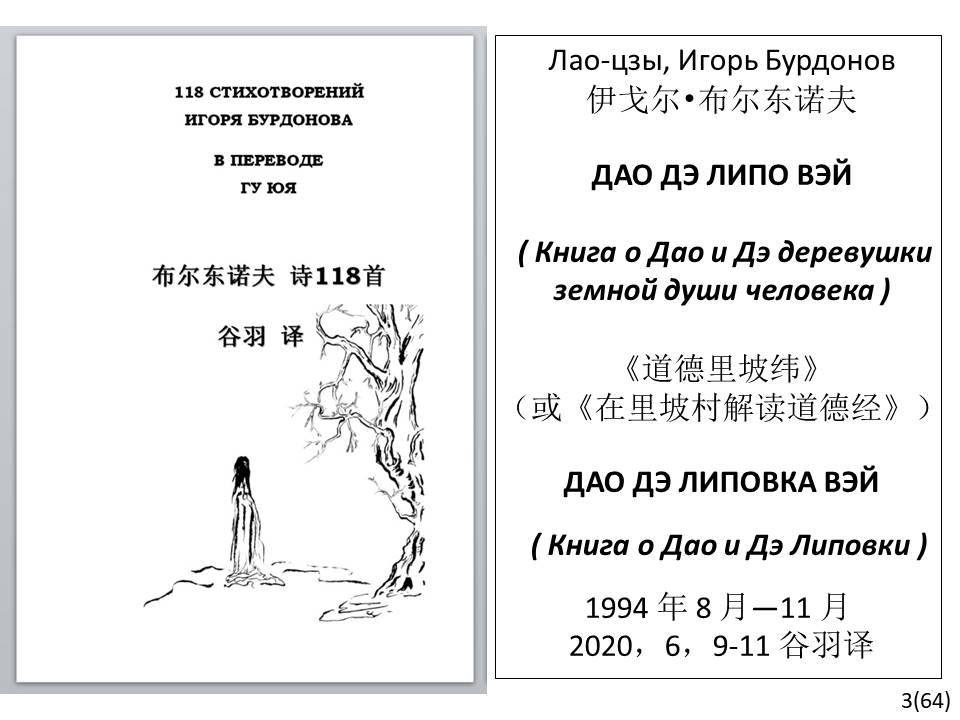 118 СТИХОТВОРЕНИЙ
ИГОРЯ БУРДОНОВА
В ПЕРЕВОДЕ
ГУ ЮЯ
布尔东诺夫 诗118首
谷羽 译
Лао-цзы, Игорь Бурдонов
伊戈尔•布尔东诺夫
ДАО ДЭ ЛИПО ВЭЙ
( Книга о Дао и Дэ деревушки
земной души человека )
《道德里坡纬》
（或《在里坡村解读道德经》）
ДАО ДЭ ЛИПОВКА ВЭЙ
( Книга о Дао и Дэ Липовки )
1994 年 8 月—11 月
2020，6，9-11 谷羽译
3(64)